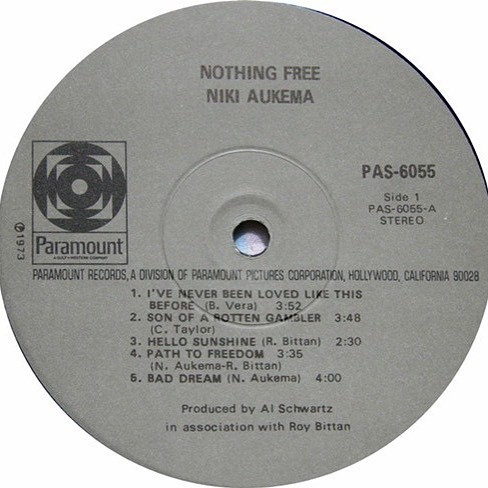 NOTHING FREE
NIKI AUKEMA
PAS-6055
Side 1
PAS-6055-A
STEREO
Ⓟ1973
Paramount
A GULF+WESTERN COMPANY
PARAMOUNT RECORDS, A DIVISION OF PARAMOUNT PICTURES CORPORATION, HOLLYWOOD, CALIFORNIA 90028
1. I'VE NEVER BEEN LOVED LIKE THIS
BEFORE (B. Vera) 3:52
2. SON OF A ROTTEN GAMBLER 3:48
(C. Taylor)
3. HELLO SUNSHINE (R. Bittan) 2:30
4. PATH TO FREEDOM 3:35
(N. Aukema-R. Bittan)
5. BAD DREAM (N. Aukema) 4:00
Produced by Al Schwartz
in association with Roy Bittan